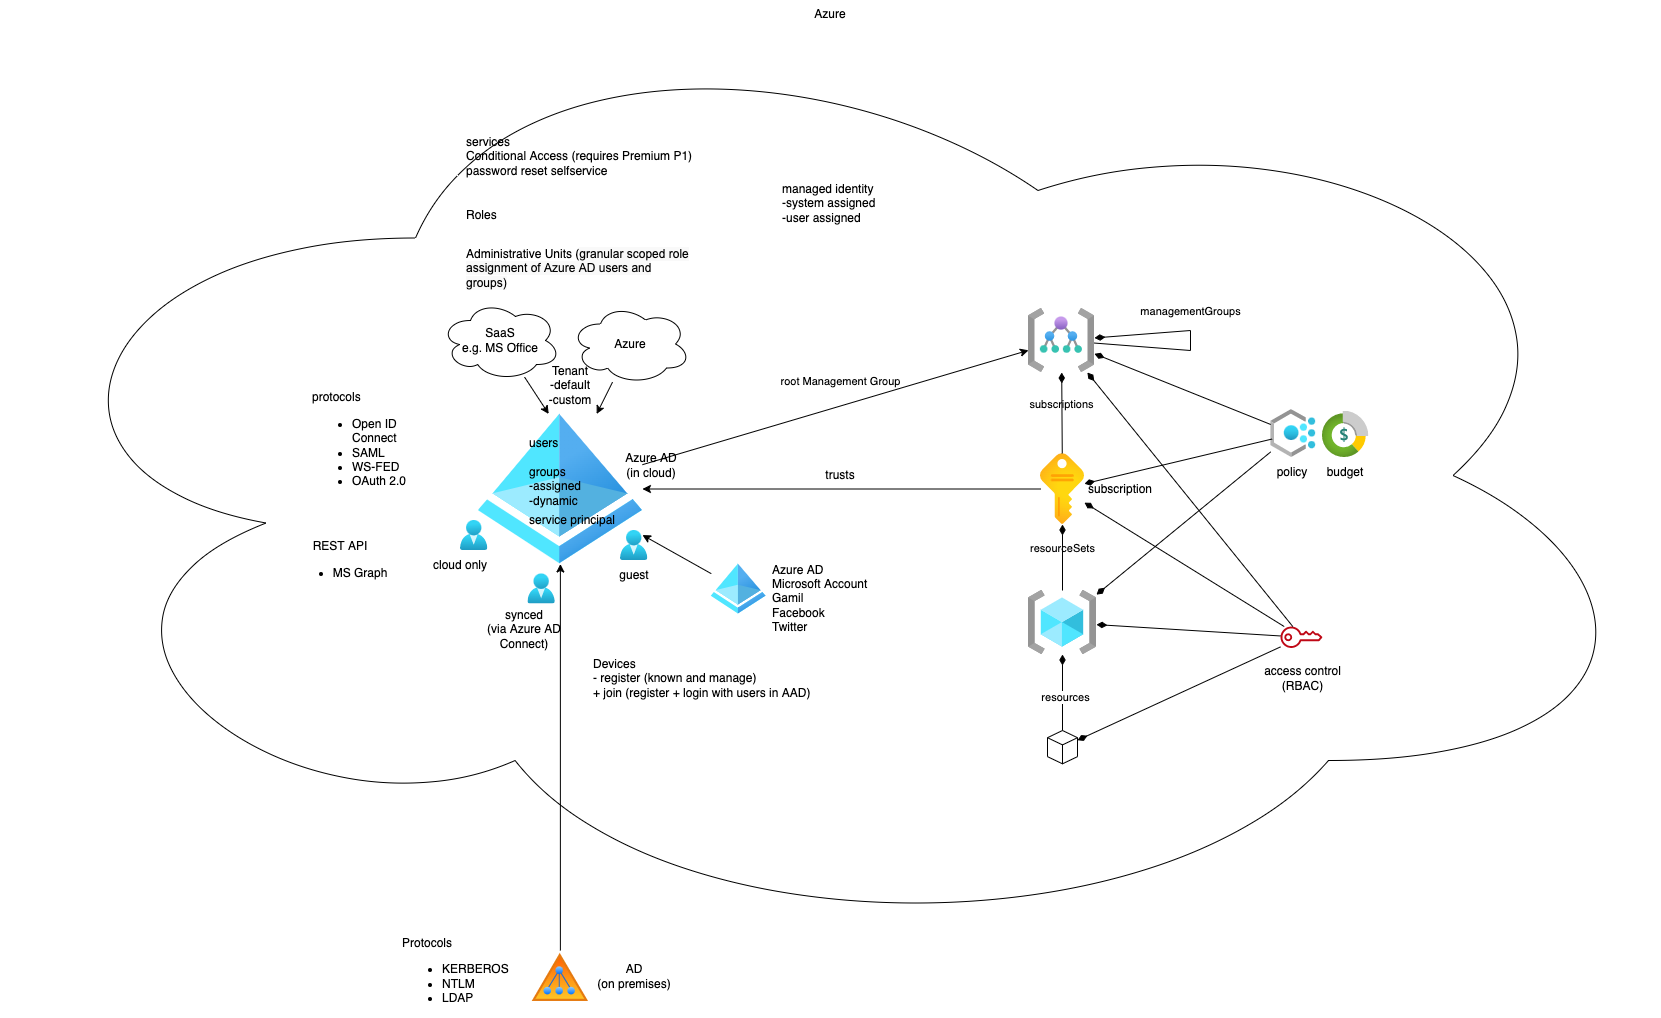 Azure
services
Conditional Access (requires Premium P1)
password reset selfservice
managed identity
-system assigned
-user assigned
Roles
Administrative Units (granular scoped role
assignment of Azure AD users and
groups)
SaaS
e.g. MS Office
Azure
Tenant
-default
-custom
managementGroups
root Management Group
subscriptions
protocols
Open ID
Connect
SAML
WS-FED
OAuth 2.0
users
groups
-assigned
-dynamic
service principal
Azure AD
(in cloud)
trusts
subscription
policy
budget
REST API
MS Graph
cloud only
guest
synced
(via Azure AD
Connect)
Azure AD
Microsoft Account
Gamil
Facebook
Twitter
resourceSets
Devices
- register (known and manage)
+ join (register + login with users in AAD)
access control
(RBAC)
resources
Protocols
KERBEROS
NTLM
LDAP
AD
(on premises)